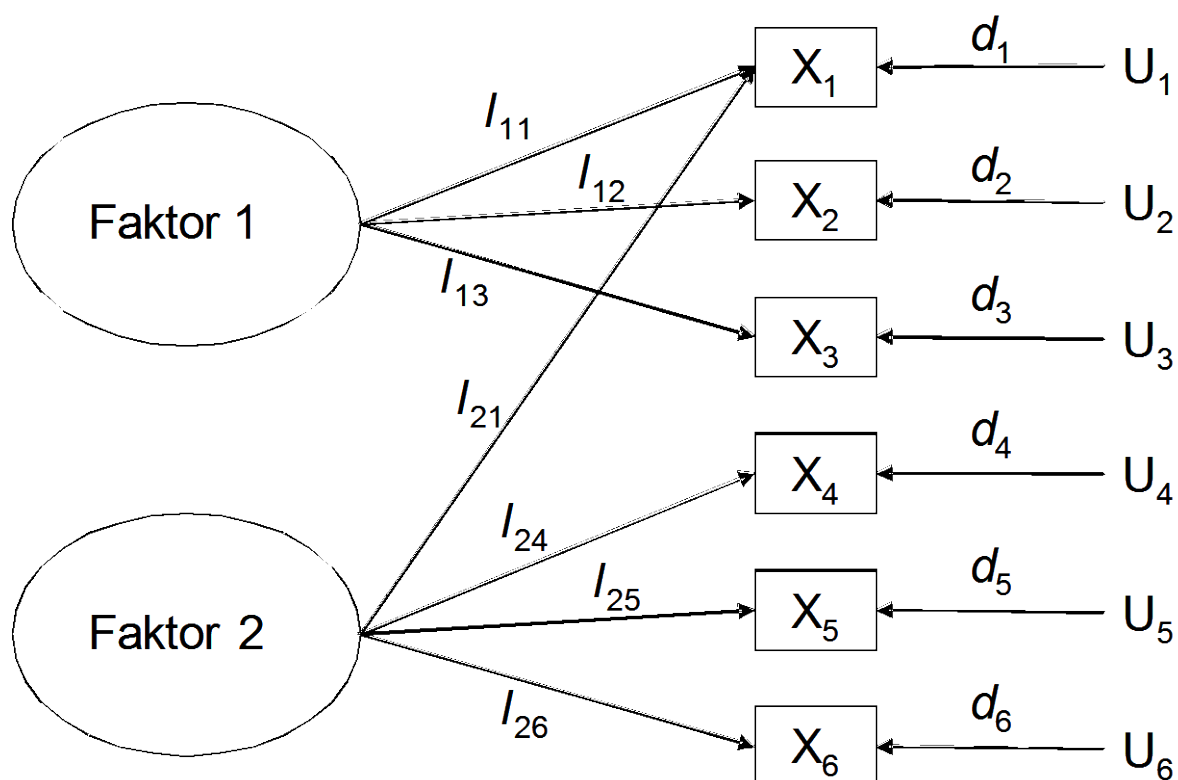 Faktor 1
Faktor 2
l₁₁
l₁₂
l₁₃
l₂₁
l₂₄
l₂₅
l₂₆
X₁
X₂
X₃
X₄
X₅
X₆
d₁
d₂
d₃
d₄
d₅
d₆
U₁
U₂
U₃
U₄
U₅
U₆